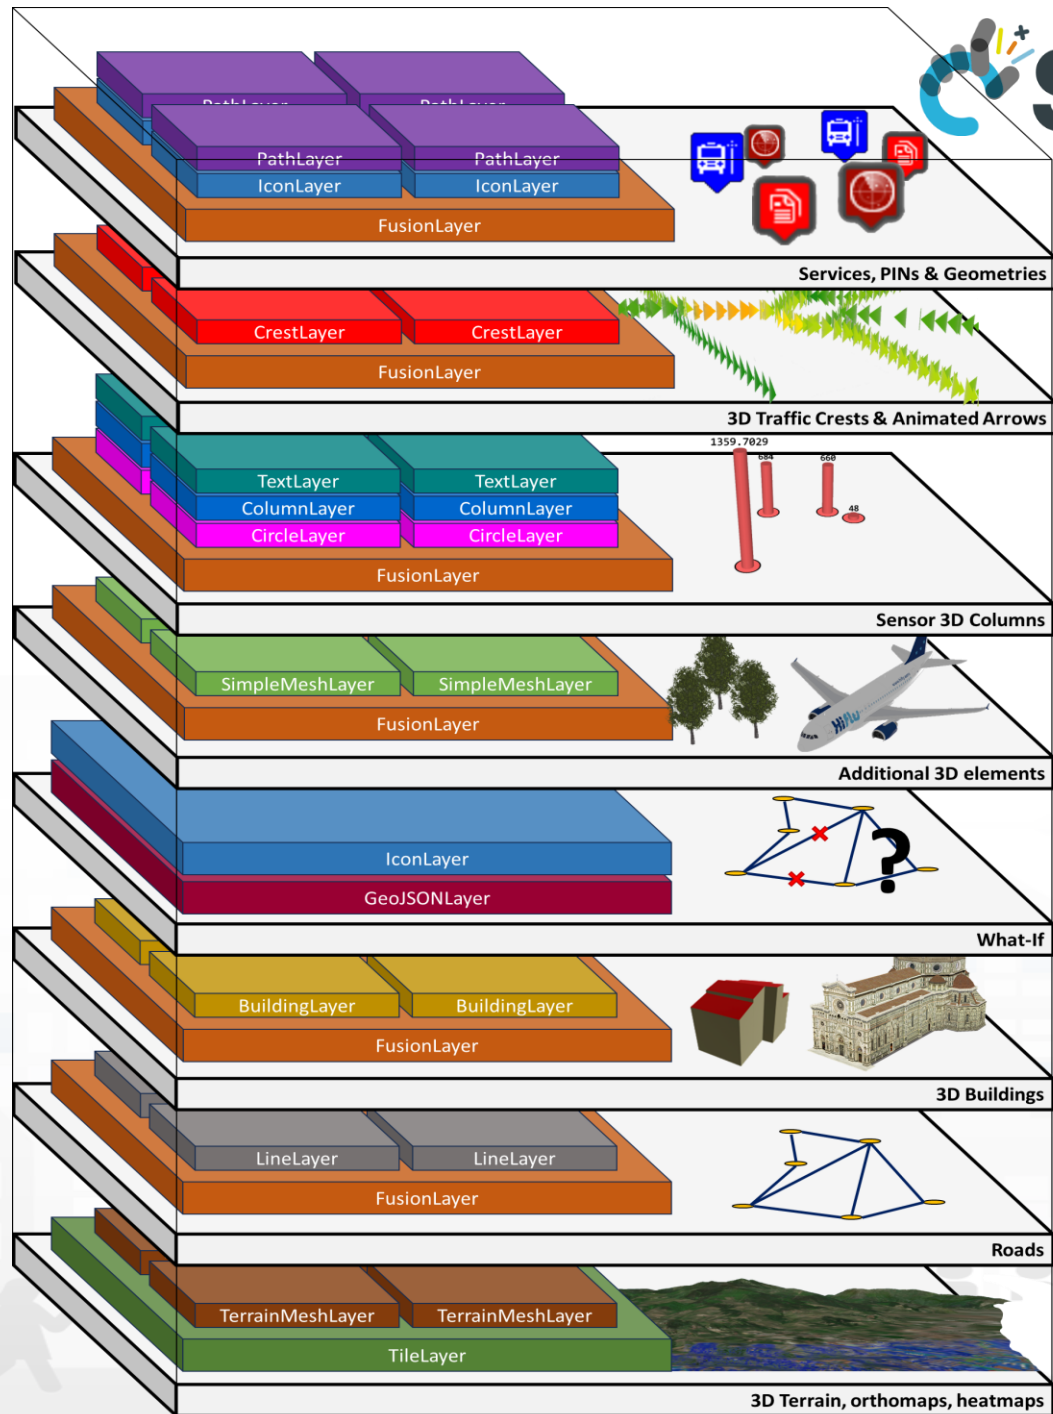 PathLayer PathLayer
PathLayer PathLayer
IconLayer IconLayer
FusionLayer
Services, PINs & Geometries
CrestLayer CrestLayer
FusionLayer
3D Traffic Crests & Animated Arrows
1359.7029
684 660
48
TextLayer TextLayer
ColumnLayer ColumnLayer
CircleLayer CircleLayer
FusionLayer
Sensor 3D Columns
SimpleMeshLayer SimpleMeshLayer
FusionLayer
Hifly
Additional 3D elements
IconLayer
?
GeoJSONLayer
What-If
BuildingLayer BuildingLayer
FusionLayer
3D Buildings
LineLayer LineLayer
FusionLayer
Roads
TerrainMeshLayer TerrainMeshLayer
TileLayer
3D Terrain, orthomaps, heatmaps